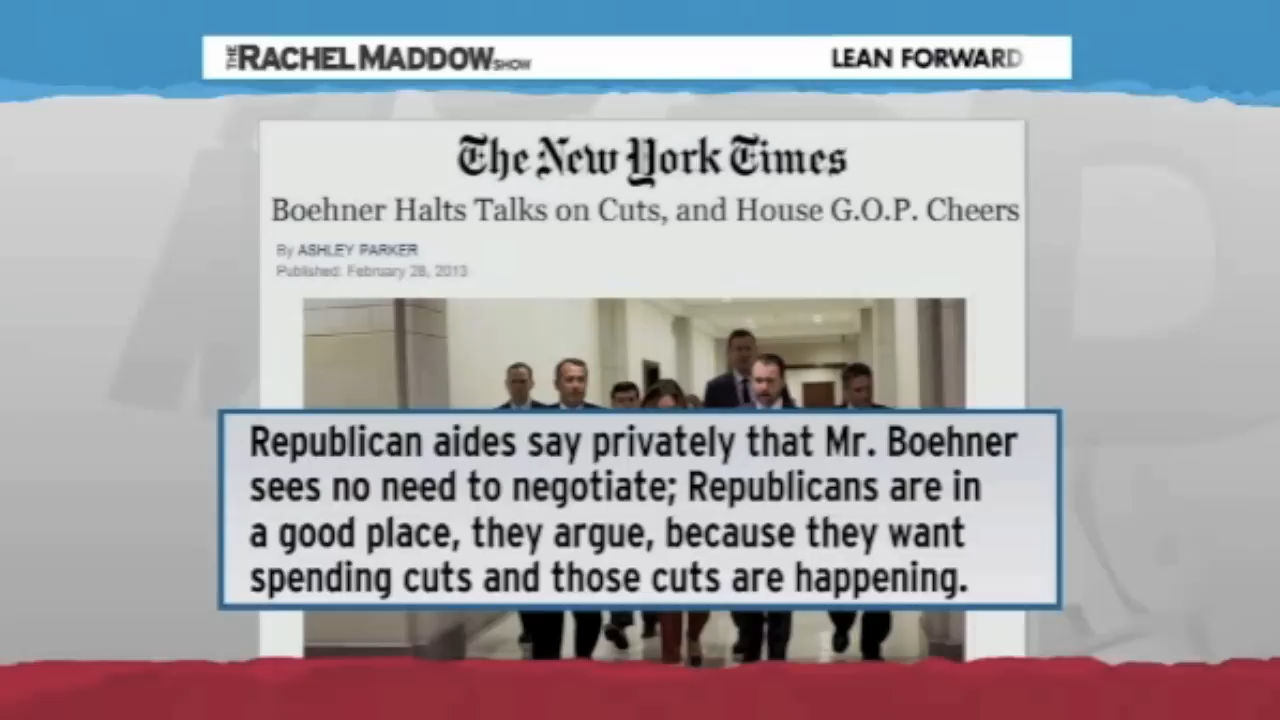 THE RACHEL MADDOW SHOW
LEAN FORWARD
The New York Times
Boehner Halts Talks on Cuts, and House G.O.P. Cheers
By ASHLEY PARKER
Published: February 28, 2013
Republican aides say privately that Mr. Boehner
sees no need to negotiate; Republicans are in
a good place, they argue, because they want
spending cuts and those cuts are happening.